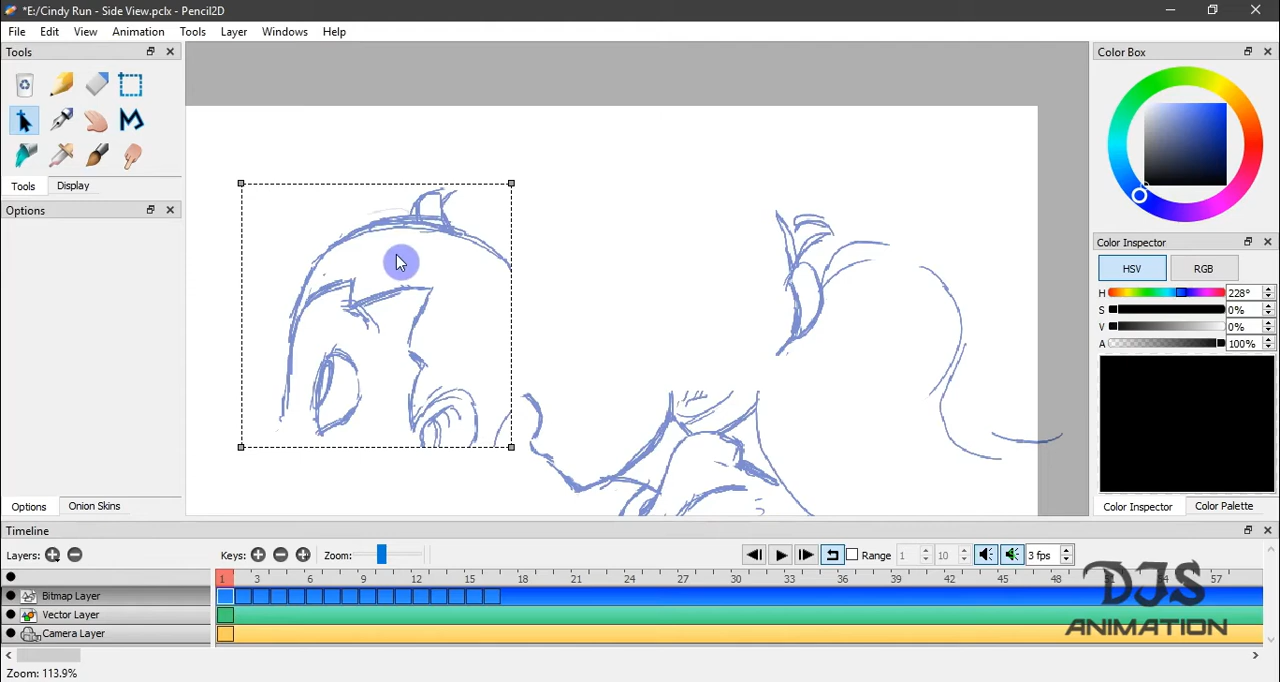 *E:/Cindy Run - Side View.pclx - Pencil2D
File Edit View Animation Tools Layer Windows Help
Tools
Color Box
Tools Display
Options
Color Inspector
HSV RGB
H 228°
S 0%
V 0%
A 100%
Options Onion Skins
Color Inspector Color Palette
Timeline
Layers: Keys: Zoom: Range 1 10 3 fps
1 3 6 9 12 15 18 21 24 27 30 33 36 39 42 45 48 51 54 57
Bitmap Layer
Vector Layer
Camera Layer
DJS
ANIMATION
Zoom: 113.9%